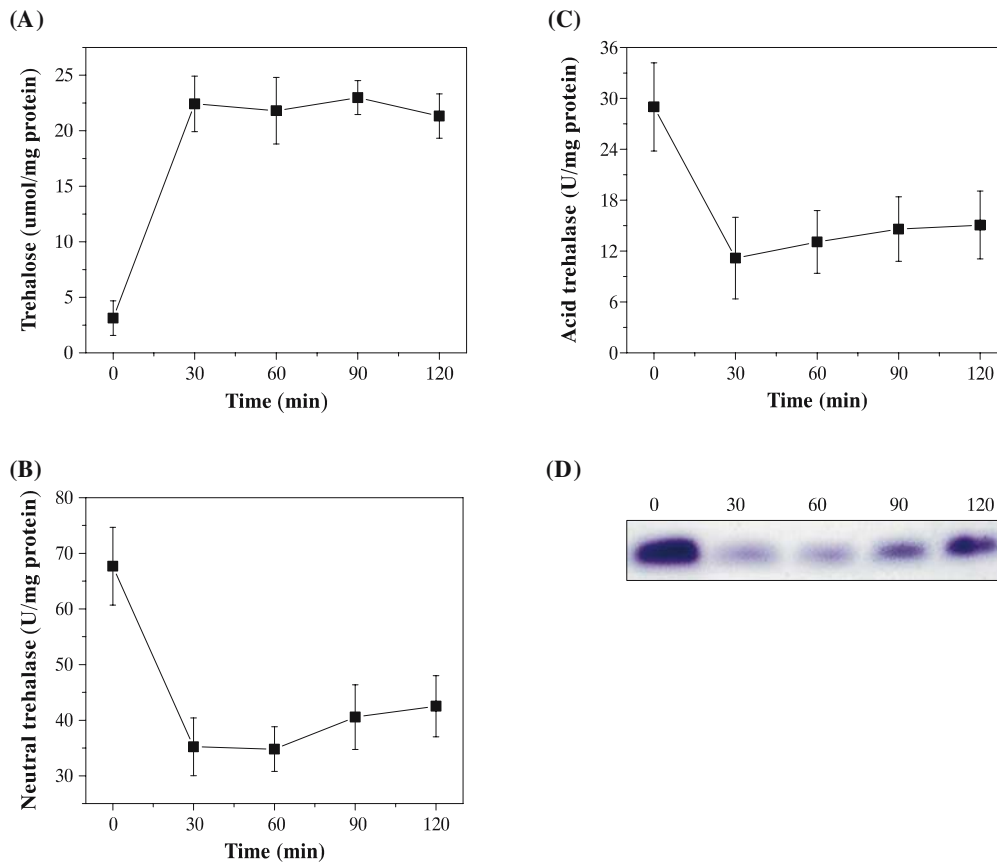 (A)
Trehalose (umol/mg protein)
25
20
15
10
5
0
0 30 60 90 120
Time (min)
(C)
Acid trehalase (U/mg protein)
36
30
24
18
12
6
0
0 30 60 90 120
Time (min)
(B)
Neutral trehalase (U/mg protein)
80
70
60
50
40
30
0 30 60 90 120
Time (min)
(D)
0 30 60 90 120